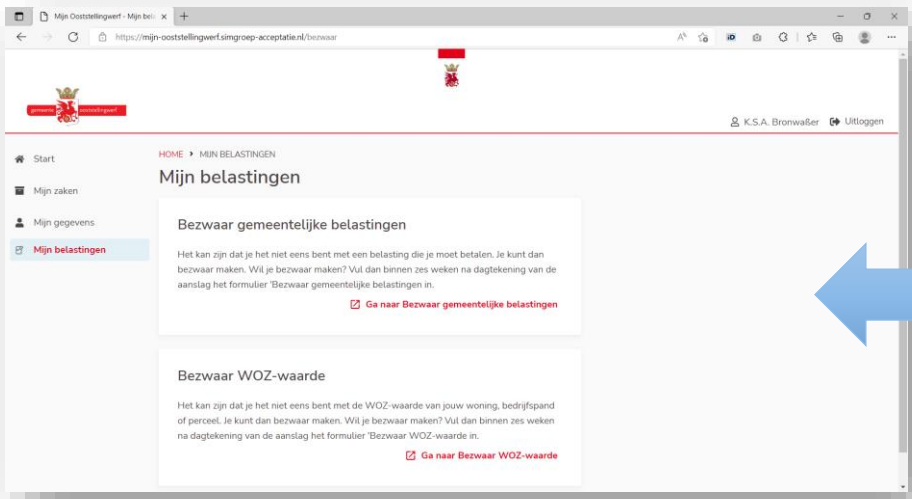 Mijn Ooststellingwerf - Mijn bel
https://mijn-ooststellingwerf.simgroep-acceptatie.nl/bezwaar
gemeente ooststellingwerf
K.S.A. Bronwaßer Uitloggen
Start
Mijn zaken
Mijn gegevens
Mijn belastingen
HOME MIJN BELASTINGEN
Mijn belastingen
Bezwaar gemeentelijke belastingen
Het kan zijn dat je het niet eens bent met een belasting die je moet betalen. Je kunt dan
bezwaar maken. Wil je bezwaar maken? Vul dan binnen zes weken na dagtekening van de
aanslag het formulier 'Bezwaar gemeentelijke belastingen in.
Ga naar Bezwaar gemeentelijke belastingen
Bezwaar WOZ-waarde
Het kan zijn dat je het niet eens bent met de WOZ-waarde van jouw woning, bedrijfspand
of perceel. Je kunt dan bezwaar maken. Wil je bezwaar maken? Vul dan binnen zes weken
na dagtekening van de aanslag het formulier 'Bezwaar WOZ-waarde in.
Ga naar Bezwaar WOZ-waarde